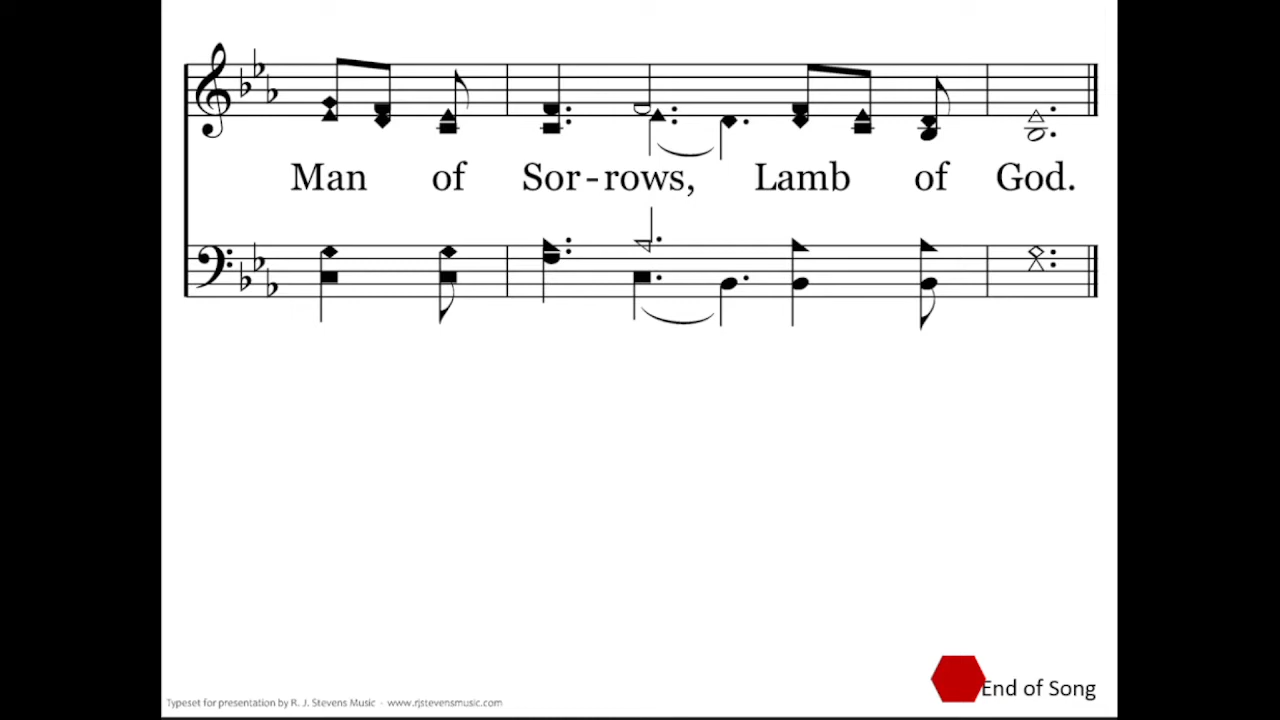 Man of Sor-rows, Lamb of God.
End of Song
Typeset for presentation by R. J. Stevens Music · www.rjstevensmusic.com